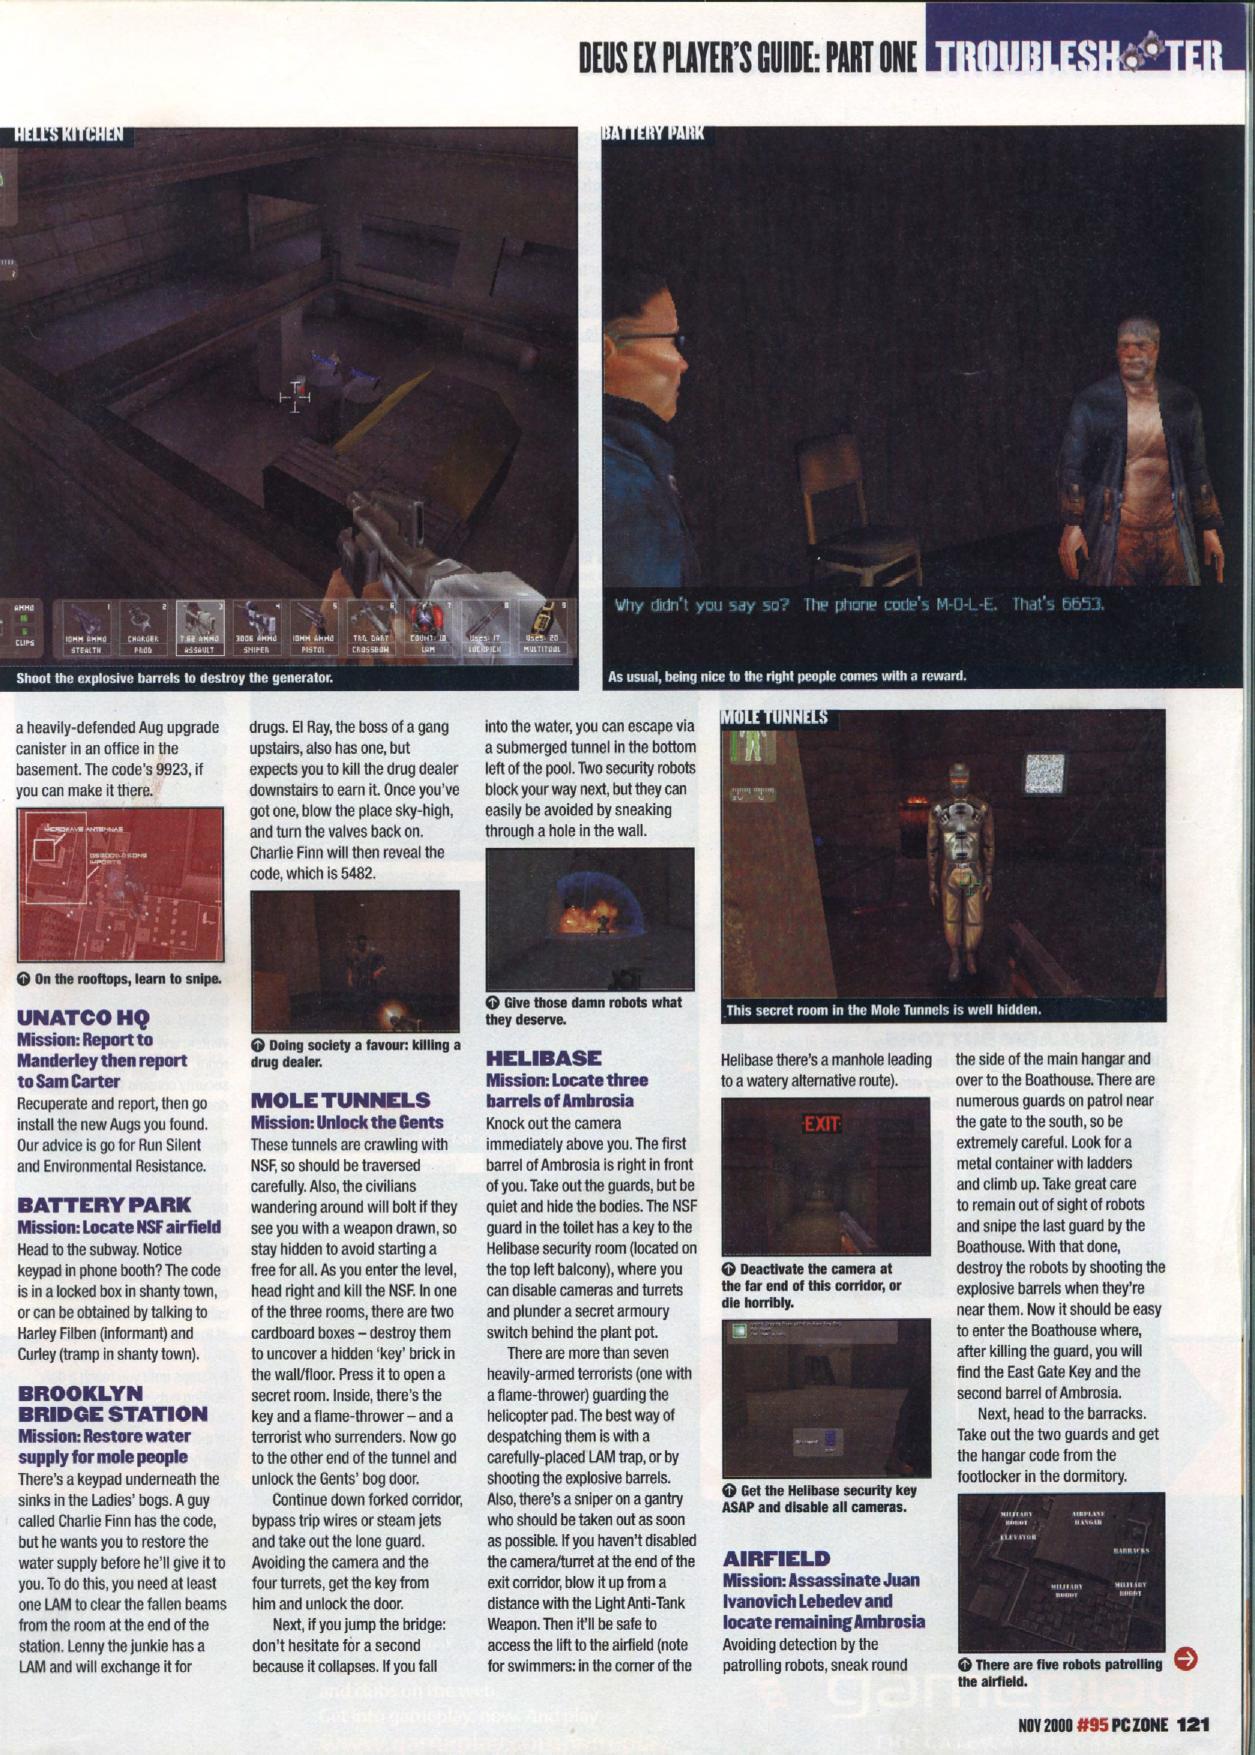 DEUS EX PLAYER'S GUIDE: PART ONE
TROUBLESHOOTER
HELL'S KITCHEN
AMMO
CLIPS
10MM AMMO
STEALTH
CHARGER
PROD
7.62 AMMO
ASSAULT
3006 AMMO
SNIPER
10MM AMMO
PISTOL
TRQ DART
CROSSBOW
COUNT: 10
LAM
USES: 17
LOCKPICK
USES: 20
MULTITOOL
Shoot the explosive barrels to destroy the generator.
BATTERY PARK
Why didn't you say so? The phone code's M-O-L-E. That's 6653.
As usual, being nice to the right people comes with a reward.
a heavily-defended Aug upgrade
canister in an office in the
basement. The code's 9923, if
you can make it there.
MICROWAVE ANTENNAS
On the rooftops, learn to snipe.
UNATCO HQ
Mission: Report to
Manderley then report
to Sam Carter
Recuperate and report, then go
install the new Augs you found.
Our advice is go for Run Silent
and Environmental Resistance.
BATTERY PARK
Mission: Locate NSF airfield
Head to the subway. Notice
keypad in phone booth? The code
is in a locked box in shanty town,
or can be obtained by talking to
Harley Filben (informant) and
Curley (tramp in shanty town).
BROOKLYN
BRIDGE STATION
Mission: Restore water
supply for mole people
There's a keypad underneath the
sinks in the Ladies' bogs. A guy
called Charlie Finn has the code,
but he wants you to restore the
water supply before he'll give it to
you. To do this, you need at least
one LAM to clear the fallen beams
from the room at the end of the
station. Lenny the junkie has a
LAM and will exchange it for
drugs. El Ray, the boss of a gang
upstairs, also has one, but
expects you to kill the drug dealer
downstairs to earn it. Once you've
got one, blow the place sky-high,
and turn the valves back on.
Charlie Finn will then reveal the
code, which is 5482.
Doing society a favour: killing a
drug dealer.
MOLE TUNNELS
Mission: Unlock the Gents
These tunnels are crawling with
NSF, so should be traversed
carefully. Also, the civilians
wandering around will bolt if they
see you with a weapon drawn, so
stay hidden to avoid starting a
free for all. As you enter the level,
head right and kill the NSF. In one
of the three rooms, there are two
cardboard boxes – destroy them
to uncover a hidden 'key' brick in
the wall/floor. Press it to open a
secret room. Inside, there's the
key and a flame-thrower – and a
terrorist who surrenders. Now go
to the other end of the tunnel and
unlock the Gents' bog door.
Continue down forked corridor,
bypass trip wires or steam jets
and take out the lone guard.
Avoiding the camera and the
four turrets, get the key from
him and unlock the door.
Next, if you jump the bridge:
don't hesitate for a second
because it collapses. If you fall
into the water, you can escape via
a submerged tunnel in the bottom
left of the pool. Two security robots
block your way next, but they can
easily be avoided by sneaking
through a hole in the wall.
Give those damn robots what
they deserve.
HELIBASE
Mission: Locate three
barrels of Ambrosia
Knock out the camera
immediately above you. The first
barrel of Ambrosia is right in front
of you. Take out the guards, but be
quiet and hide the bodies. The NSF
guard in the toilet has a key to the
Helibase security room (located on
the top left balcony), where you
can disable cameras and turrets
and plunder a secret armoury
switch behind the plant pot.
There are more than seven
heavily-armed terrorists (one with
a flame-thrower) guarding the
helicopter pad. The best way of
despatching them is with a
carefully-placed LAM trap, or by
shooting the explosive barrels.
Also, there's a sniper on a gantry
who should be taken out as soon
as possible. If you haven't disabled
the camera/turret at the end of the
exit corridor, blow it up from a
distance with the Light Anti-Tank
Weapon. Then it'll be safe to
access the lift to the airfield (note
for swimmers: in the corner of the
MOLE TUNNELS
This secret room in the Mole Tunnels is well hidden.
Helibase there's a manhole leading
to a watery alternative route).
EXIT
Deactivate the camera at
the far end of this corridor, or
die horribly.
Get the Helibase security key
ASAP and disable all cameras.
AIRFIELD
Mission: Assassinate Juan
Ivanovich Lebedev and
locate remaining Ambrosia
Avoiding detection by the
patrolling robots, sneak round
the side of the main hangar and
over to the Boathouse. There are
numerous guards on patrol near
the gate to the south, so be
extremely careful. Look for a
metal container with ladders
and climb up. Take great care
to remain out of sight of robots
and snipe the last guard by the
Boathouse. With that done,
destroy the robots by shooting the
explosive barrels when they're
near them. Now it should be easy
to enter the Boathouse where,
after killing the guard, you will
find the East Gate Key and the
second barrel of Ambrosia.
Next, head to the barracks.
Take out the two guards and get
the hangar code from the
footlocker in the dormitory.
MILITARY
ROBOT
AIRPLANE
HANGAR
ELEVATOR
BARRACKS
MILITARY
ROBOT
MILITARY
ROBOT
There are five robots patrolling
the airfield.
NOV 2000 #95 PC ZONE 121